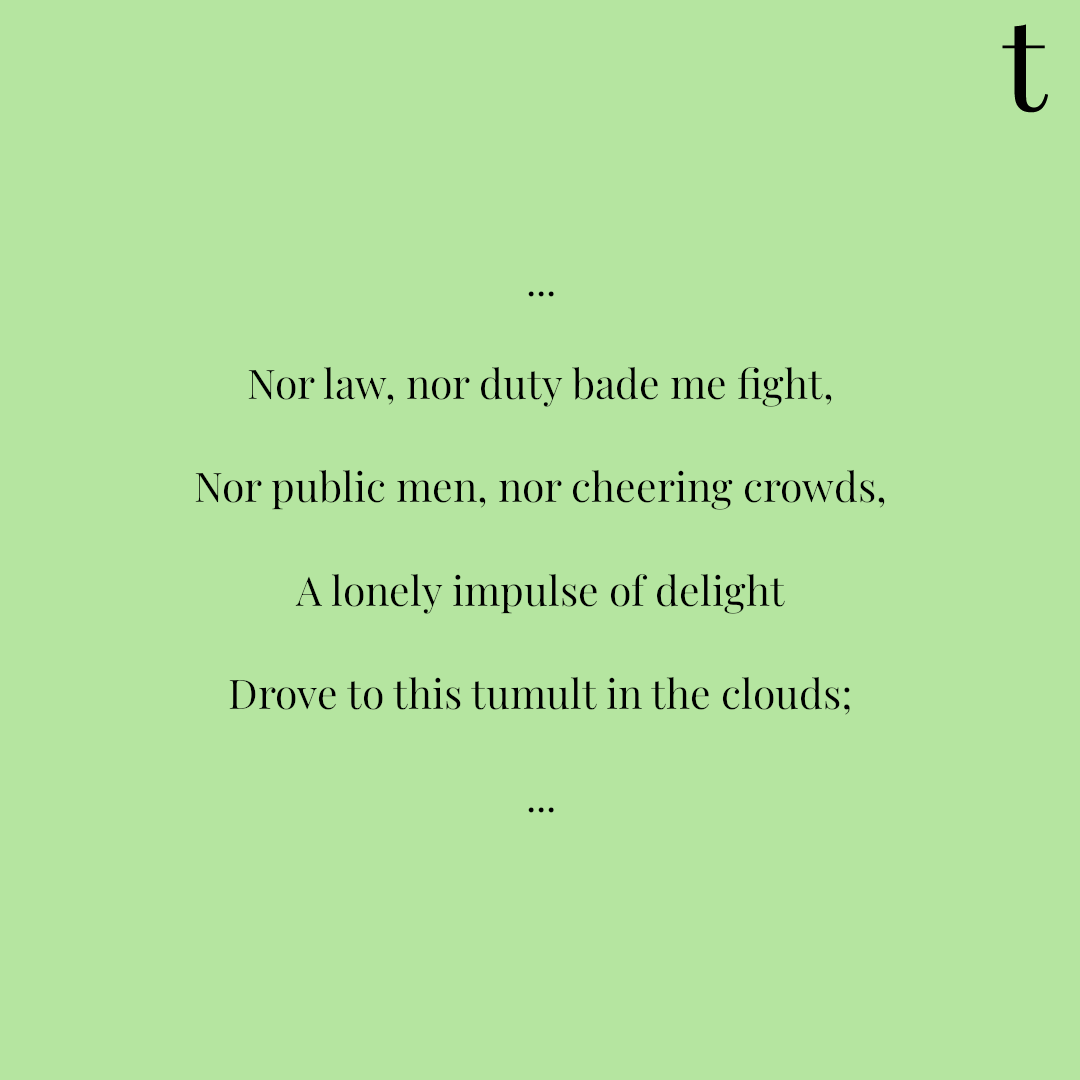 t
...
Nor law, nor duty bade me fight,
Nor public men, nor cheering crowds,
A lonely impulse of delight
Drove to this tumult in the clouds;
...